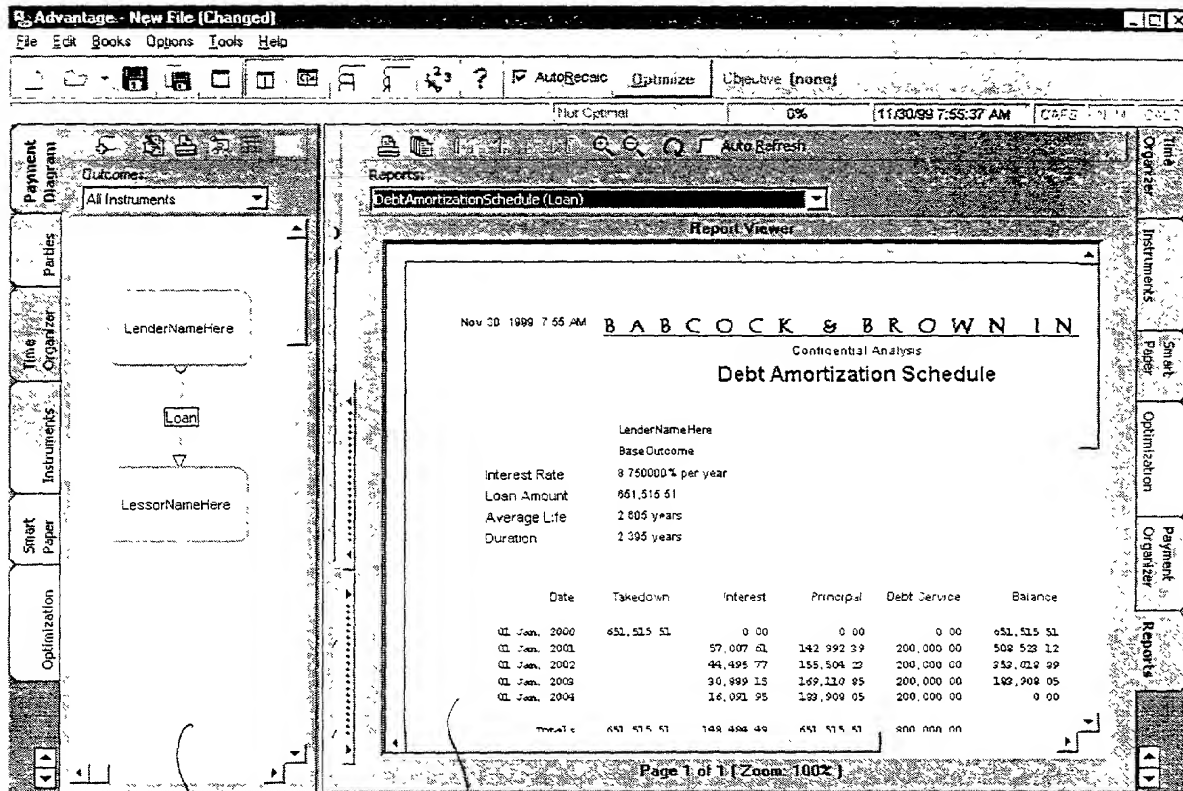 Advantage - New File (Changed)
File Edit Books Options Tools Help
AutoRecalc Optimize Objective (none)
Not Optimal 0% 11/30/99 7:55:37 AM CAPS
Payment Diagram
Parties
Time Organizer
Instruments
Smart Paper
Optimization
Outcomes:
All Instruments
LenderNameHere
Loan
LessorNameHere
Auto Refresh
Reports:
DebtAmortizationSchedule (Loan)
Report Viewer
Nov 30 1999 7 55 AM BABCOCK & BROWN IN
Confidential Analysis
Debt Amortization Schedule
LenderNameHere
Base Outcome
Interest Rate 8 750000% per year
Loan Amount 651,515 51
Average Life 2 605 years
Duration 2 395 years
Date Takedown Interest Principal Debt Service Balance
01 Jan, 2000 651,515 51 0 00 0 00 0 00 651,515 51
01 Jan, 2001 57,007 61 142 992 39 200,000 00 508 523 12
01 Jan, 2002 44,495 77 155,504 23 200,000 00 353,018 89
01 Jan, 2003 30,889 15 169,110 85 200,000 00 183,908 05
01 Jan, 2004 16,091 95 183,908 05 200,000 00 0 00
Totals 651 515 51 148 484 49 651 515 51 800 000 00
Page 1 of 1 [Zoom: 100%]
Time Organizer
Instruments
Smart Paper
Optimization
Payment Organizer
Reports